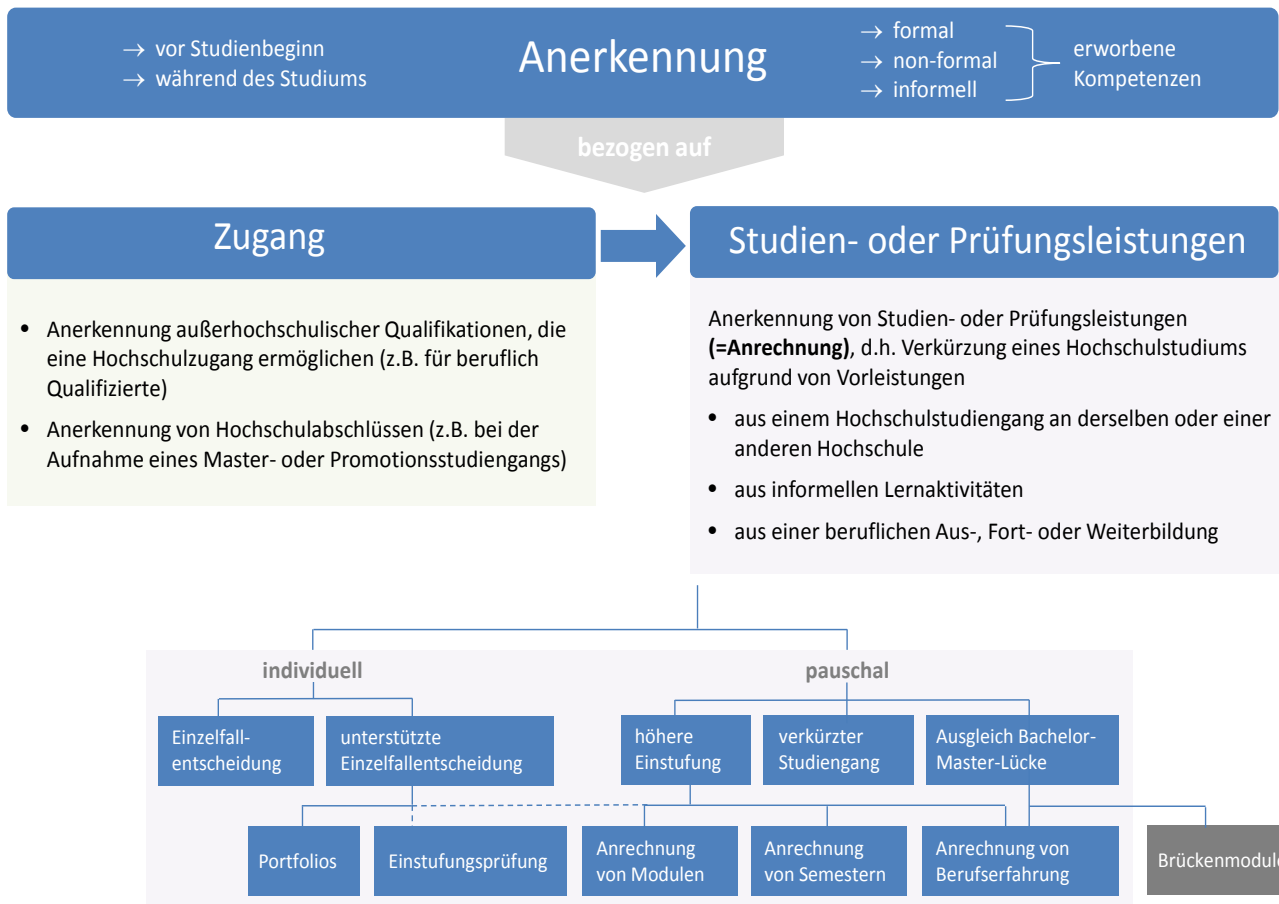 → vor Studienbeginn
→ während des Studiums
Anerkennung
→ formal
→ non-formal
→ informell
erworbene
Kompetenzen
bezogen auf
Zugang
• Anerkennung außerhochschulischer Qualifikationen, die
eine Hochschulzugang ermöglichen (z.B. für beruflich
Qualifizierte)
• Anerkennung von Hochschulabschlüssen (z.B. bei der
Aufnahme eines Master- oder Promotionsstudiengangs)
Studien- oder Prüfungsleistungen
Anerkennung von Studien- oder Prüfungsleistungen
(=Anrechnung), d.h. Verkürzung eines Hochschulstudiums
aufgrund von Vorleistungen
• aus einem Hochschulstudiengang an derselben oder einer
anderen Hochschule
• aus informellen Lernaktivitäten
• aus einer beruflichen Aus-, Fort- oder Weiterbildung
individuell
pauschal
Einzelfall-
entscheidung
unterstützte
Einzelfallentscheidung
höhere
Einstufung
verkürzter
Studiengang
Ausgleich Bachelor-
Master-Lücke
Portfolios
Einstufungsprüfung
Anrechnung
von Modulen
Anrechnung
von Semestern
Anrechnung von
Berufserfahrung
Brückenmodule